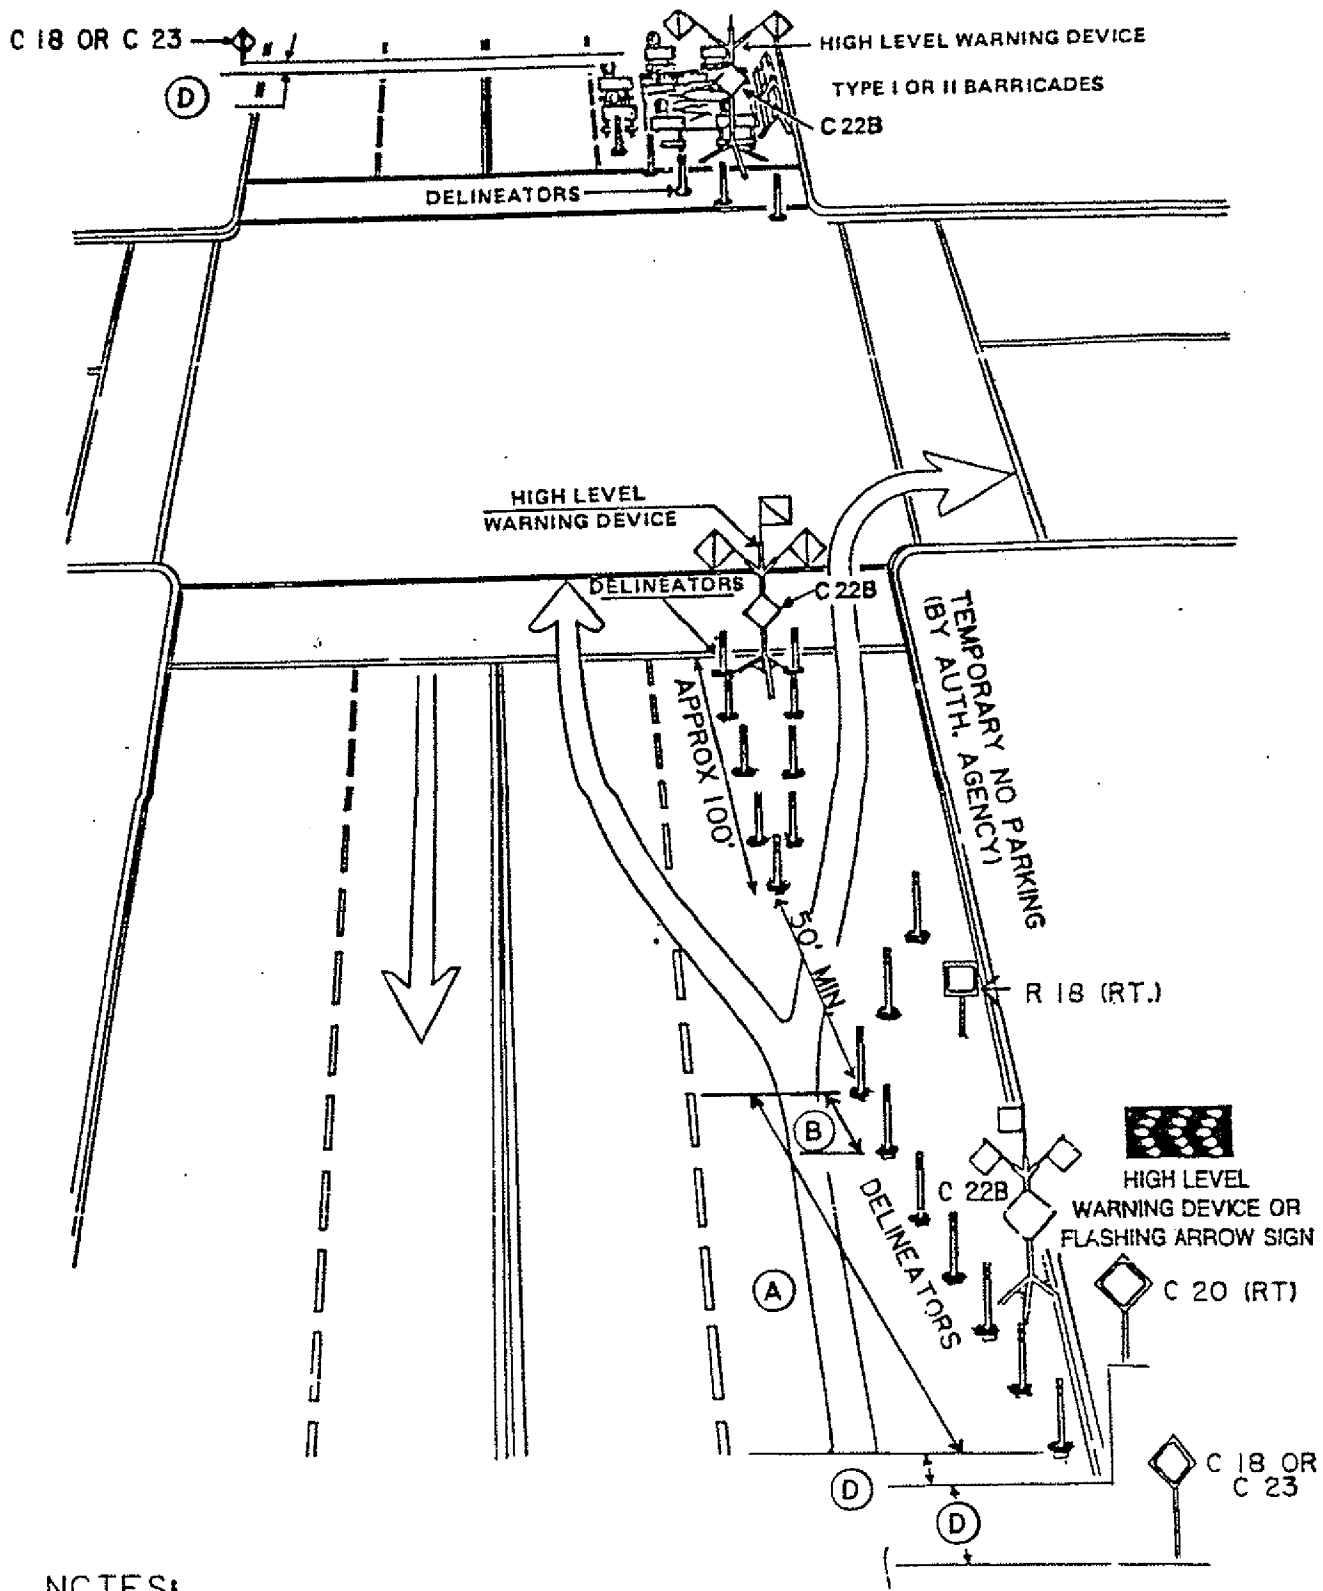 C 18 OR C 23
HIGH LEVEL WARNING DEVICE
D
TYPE I OR II BARRICADES
C 22B
DELINEATORS
HIGH LEVEL
WARNING DEVICE
DELINEATORS
C 22B
TEMPORARY NO PARKING
(BY AUTH. AGENCY)
APPROX 100'
50' MIN.
R 18 (RT.)
B
C 22B
HIGH LEVEL
WARNING DEVICE OR
FLASHING ARROW SIGN
DELINEATORS
A
C 20 (RT)
C 18 OR
C 23
D
D
NOTES: